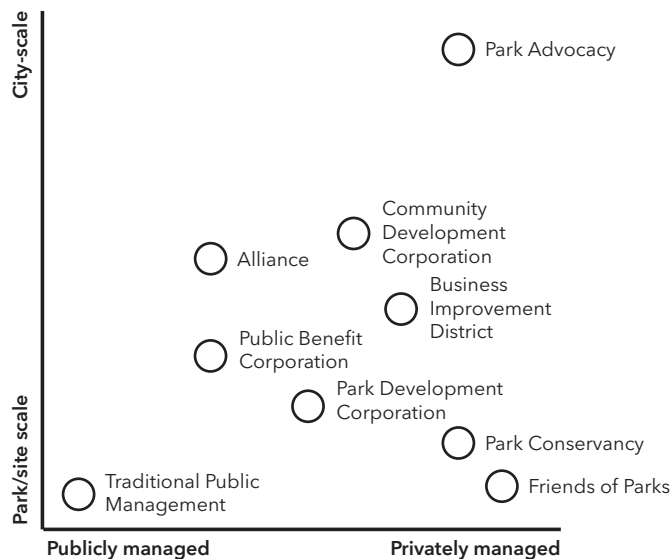 City-scale
Park Advocacy
Community
Development
Corporation
Alliance
Business
Improvement
District
Public Benefit
Corporation
Park Development
Corporation
Park Conservancy
Friends of Parks
Traditional Public
Management
Park/site scale
Publicly managed
Privately managed